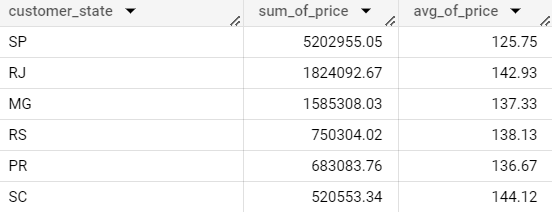 customer_state sum_of_price avg_of_price
SP 5202955.05 125.75
RJ 1824092.67 142.93
MG 1585308.03 137.33
RS 750304.02 138.13
PR 683083.76 136.67
SC 520553.34 144.12